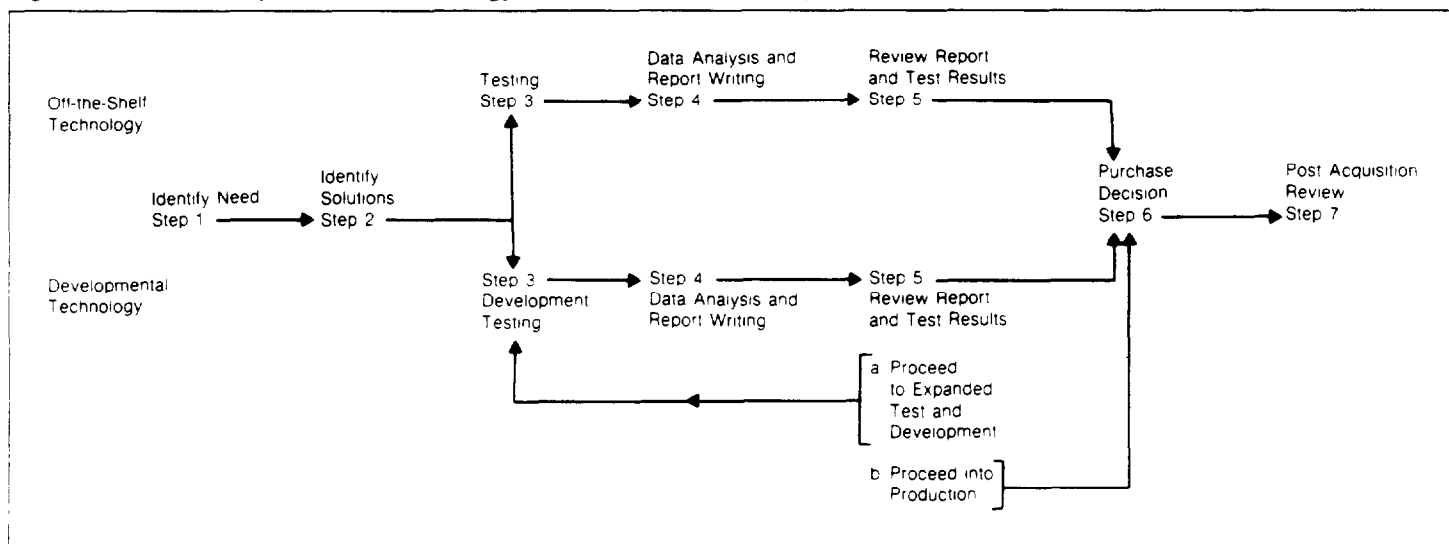 Off-the-Shelf
Technology
Testing
Step 3
Data Analysis and
Report Writing
Step 4
Review Report
and Test Results
Step 5
Identify Need
Step 1
Identify
Solutions
Step 2
Purchase
Decision
Step 6
Post Acquisition
Review
Step 7
Developmental
Technology
Step 3
Development
Testing
Step 4
Data Analysis and
Report Writing
Step 5
Review Report
and Test Results
a Proceed
to Expanded
Test and
Development
b Proceed into
Production